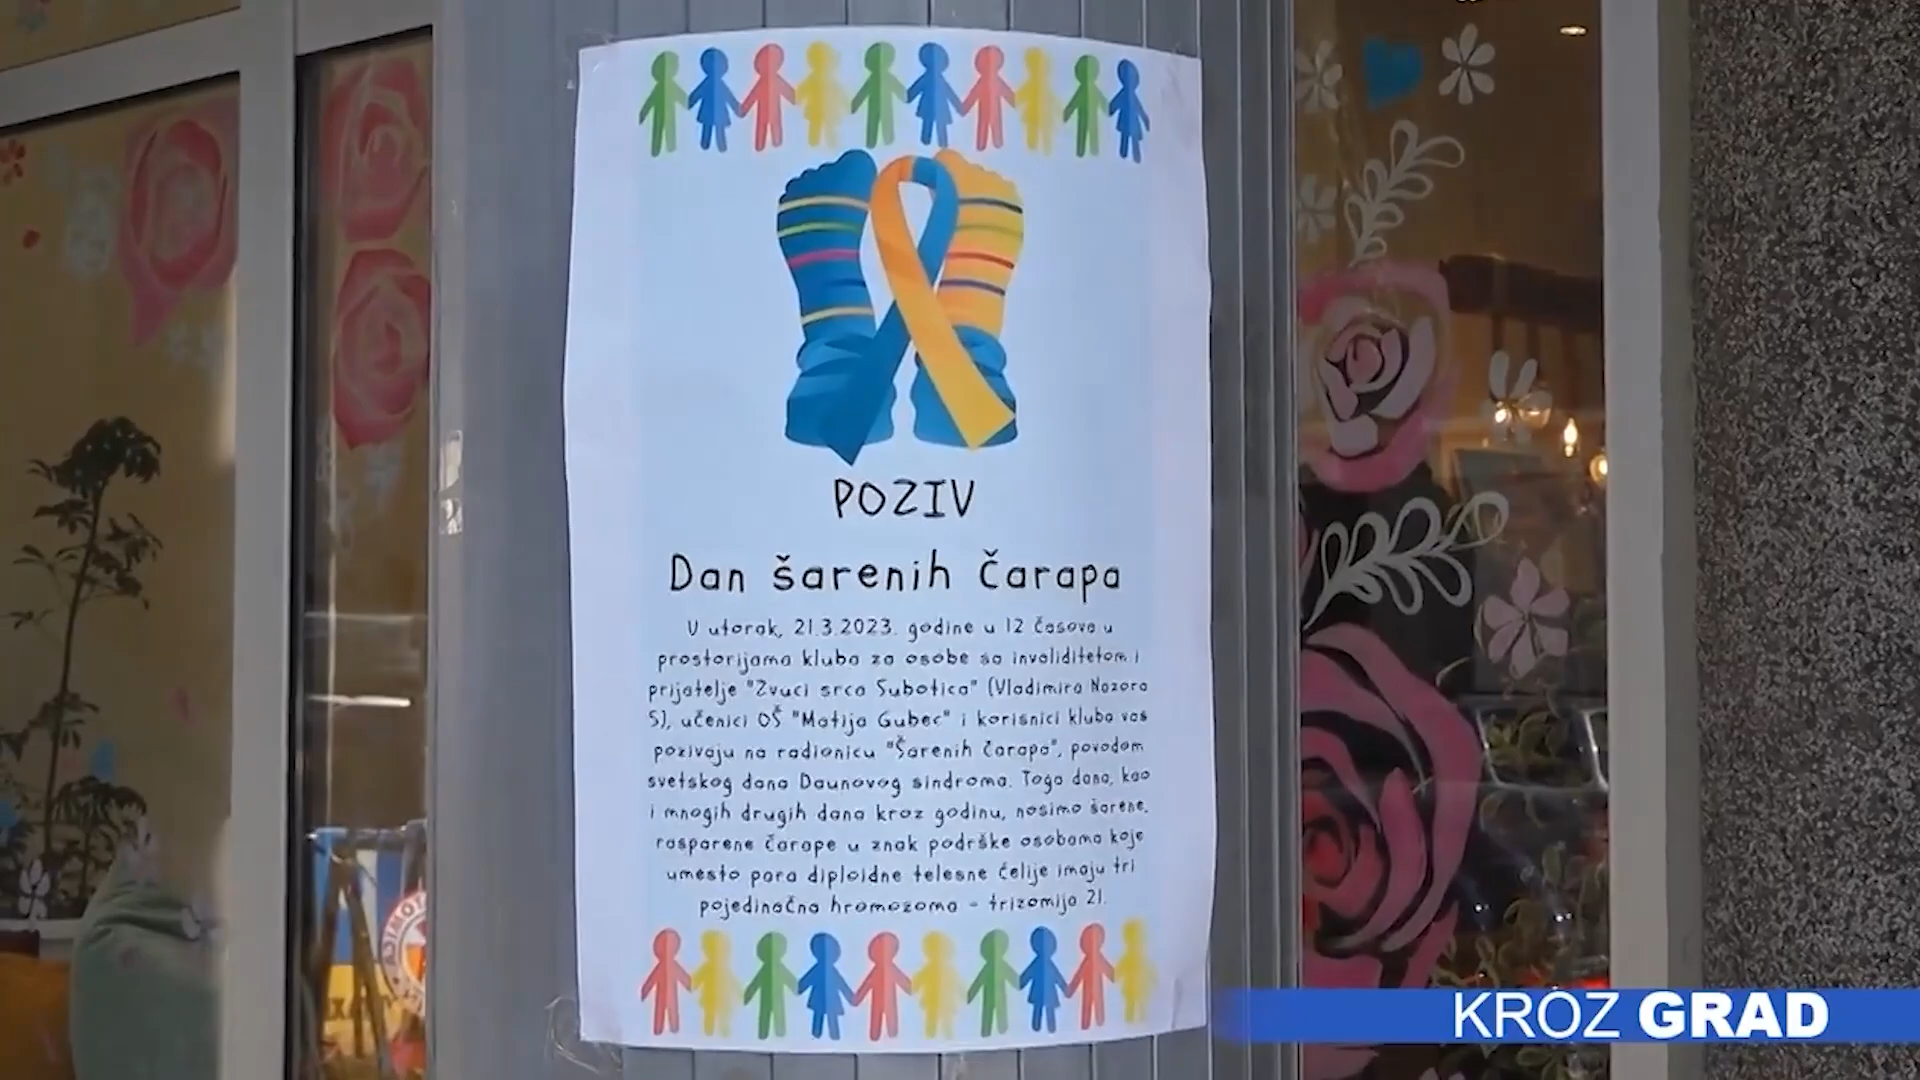 POZIV
Dan šarenih čarapa
U utorak, 21.3.2023. godine u 12 časova u
prostorijama kluba za osobe sa invaliditetom i
prijatelje "Zvuci srca Subotica" (Vladimira Nazora
5), učenici OŠ "Matija Gubec" i korisnici kluba vas
pozivaju na radionicu "Šarenih čarapa", povodom
svetskog dana Daunovog sindroma. Toga dana, kao
i mnogih drugih dana kroz godinu, nosimo šarene,
rasparene čarape u znak podrške osobama koje
umesto para diploidne telesne ćelije imaju tri
pojedinačna hromozoma - trizomija 21.
KROZ GRAD